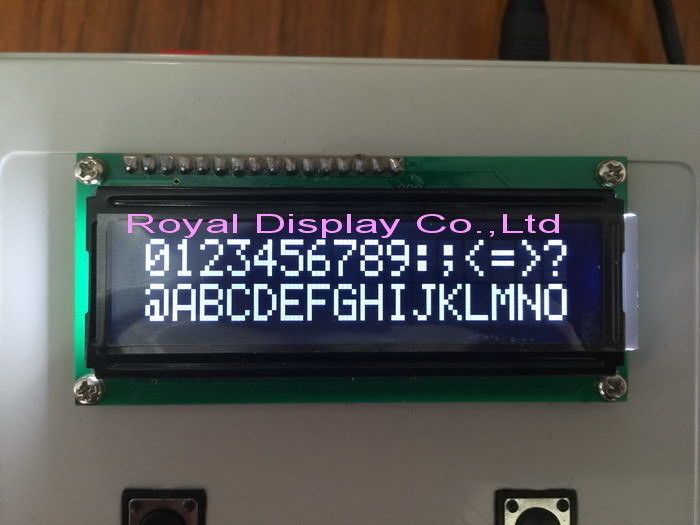 Royal Display Co.,Ltd
0123456789:;<=>?
@ABCDEFGHIJKLMNO